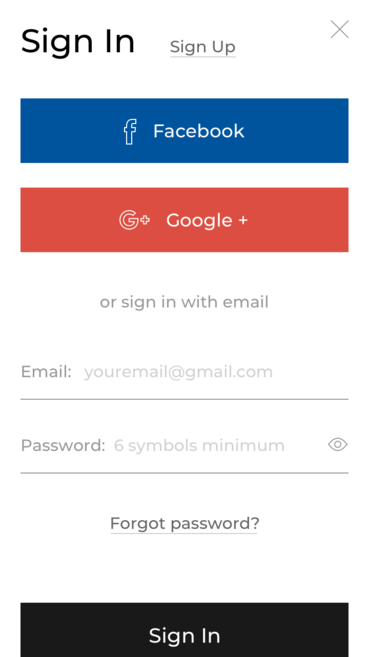 Sign In
Sign Up
Facebook
Google +
or sign in with email
Email: youremail@gmail.com
Password: 6 symbols minimum
Forgot password?
Sign In